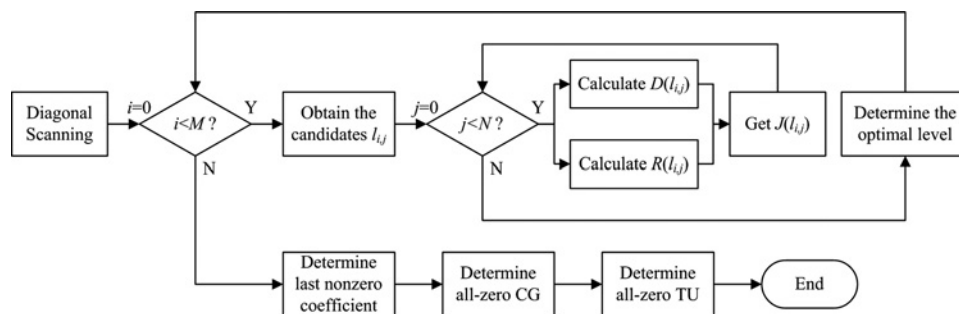 Diagonal
Scanning
i=0
i<M ?
Y
N
Obtain the
candidates l_{i,j}
j=0
j<N ?
Y
N
Calculate D(l_{i,j})
Calculate R(l_{i,j})
Get J(l_{i,j})
Determine the
optimal level
Determine
last nonzero
coefficient
Determine
all-zero CG
Determine
all-zero TU
End